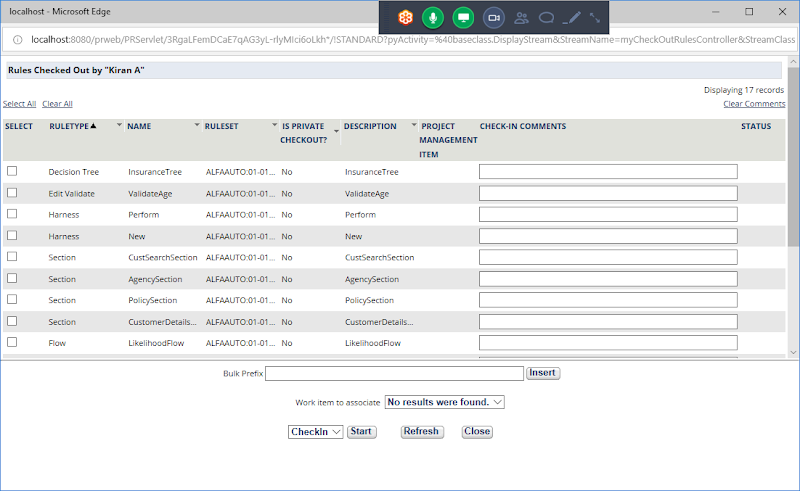 localhost - Microsoft Edge
localhost:8080/prweb/PRServlet/3RgaLFemDCaE7qAG3yL-rlyMIci6oLkh*/!STANDARD?pyActivity=%40baseclass.DisplayStream&StreamName=myCheckOutRulesController&StreamClass
Rules Checked Out by "Kiran A"
Displaying 17 records
Select All Clear All Clear Comments
SELECT RULETYPE NAME RULESET IS PRIVATE CHECKOUT? DESCRIPTION PROJECT MANAGEMENT ITEM CHECK-IN COMMENTS STATUS
Decision Tree InsuranceTree ALFAAUTO:01-01... No InsuranceTree
Edit Validate ValidateAge ALFAAUTO:01-01... No ValidateAge
Harness Perform ALFAAUTO:01-01... No Perform
Harness New ALFAAUTO:01-01... No New
Section CustSearchSection ALFAAUTO:01-01... No CustSearchSection
Section AgencySection ALFAAUTO:01-01... No AgencySection
Section PolicySection ALFAAUTO:01-01... No PolicySection
Section CustomerDetails... ALFAAUTO:01-01... No CustomerDetails...
Flow LikelihoodFlow ALFAAUTO:01-01... No LikelihoodFlow
Bulk Prefix Insert
Work item to associate No results were found.
CheckIn Start Refresh Close